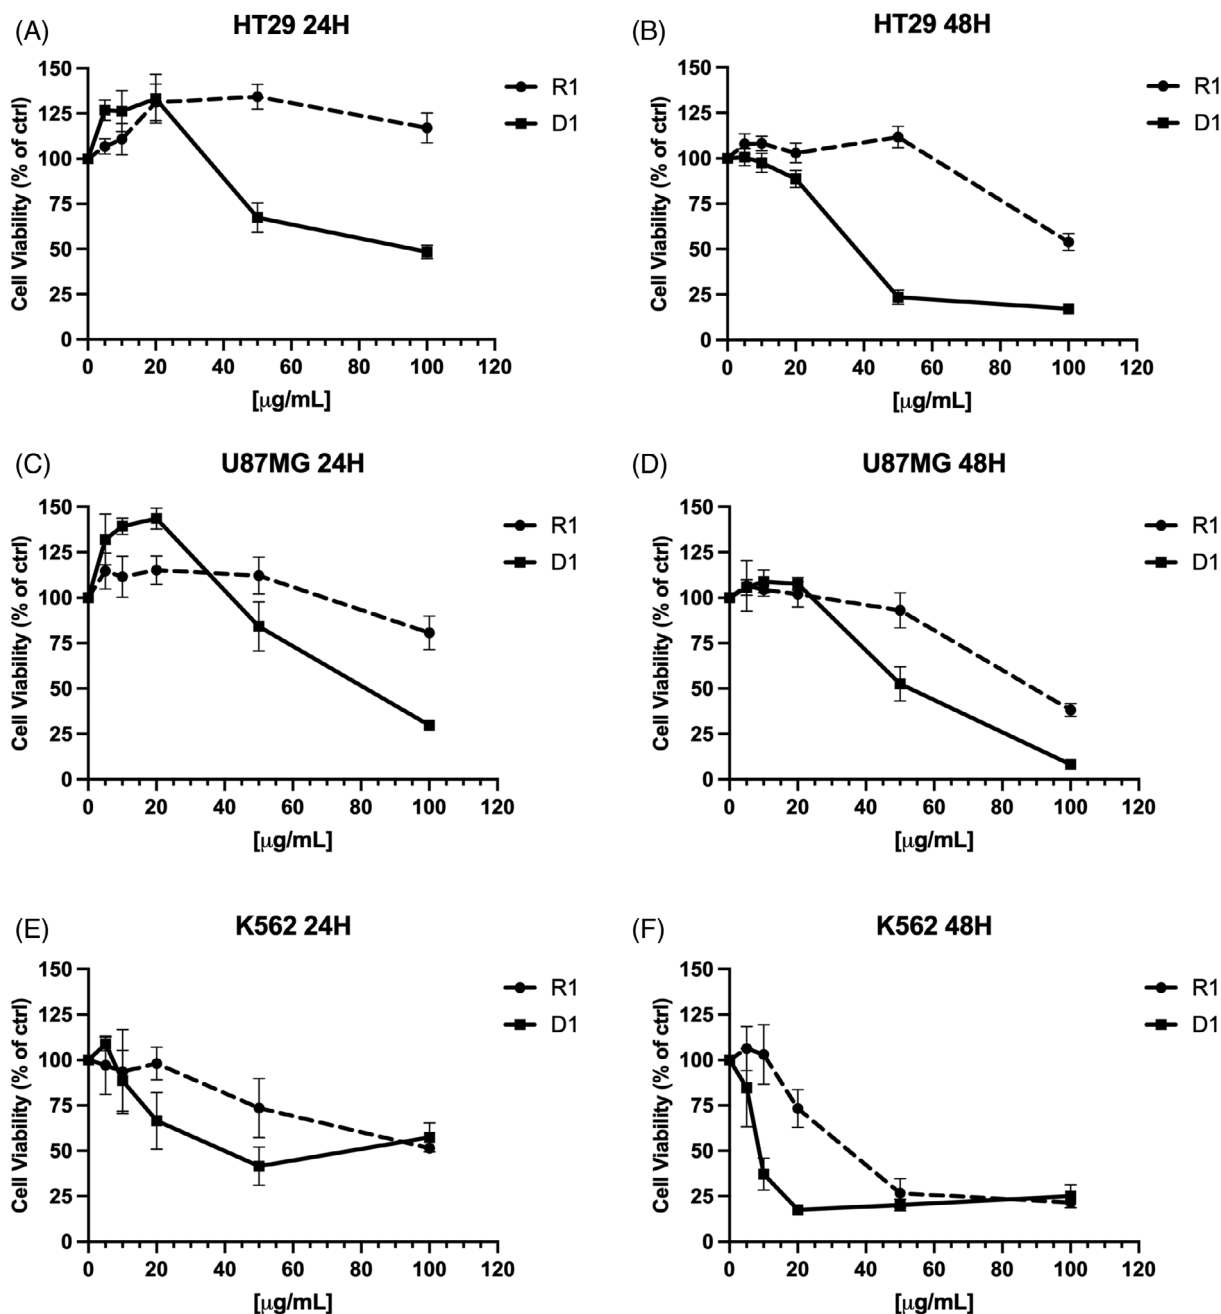 (A)
HT29 24H
Cell Viability (% of ctrl)
150
125
100
75
50
25
0
0 20 40 60 80 100 120
[μg/mL]
R1
D1
(B)
HT29 48H
Cell Viability (% of ctrl)
150
125
100
75
50
25
0
0 20 40 60 80 100 120
[μg/mL]
R1
D1
(C)
U87MG 24H
Cell Viability (% of ctrl)
150
125
100
75
50
25
0
0 20 40 60 80 100 120
[μg/mL]
R1
D1
(D)
U87MG 48H
Cell Viability (% of ctrl)
150
125
100
75
50
25
0
0 20 40 60 80 100 120
[μg/mL]
R1
D1
(E)
K562 24H
Cell Viability (% of ctrl)
150
125
100
75
50
25
0
0 20 40 60 80 100 120
[μg/mL]
R1
D1
(F)
K562 48H
Cell Viability (% of ctrl)
150
125
100
75
50
25
0
0 20 40 60 80 100 120
[μg/mL]
R1
D1